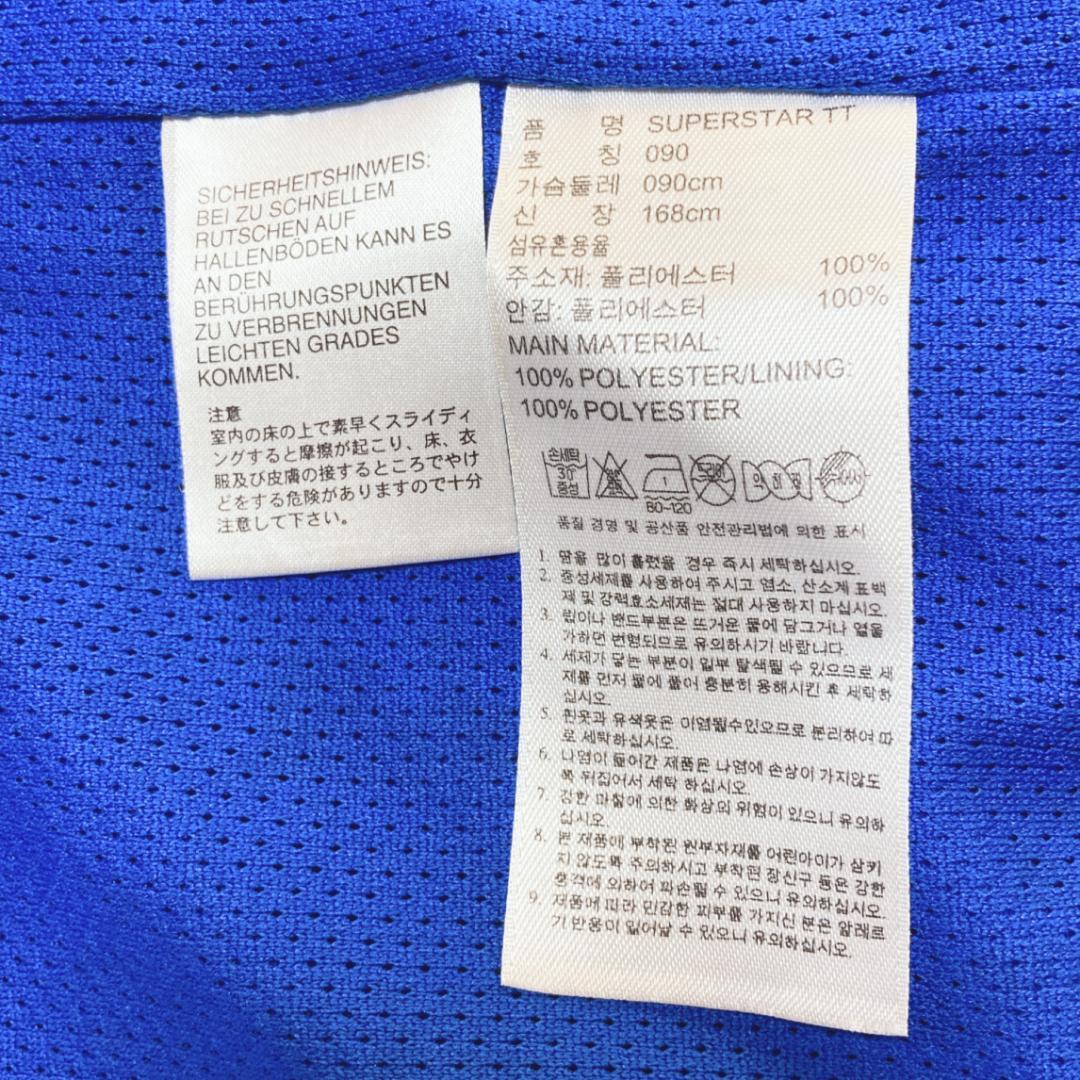 SICHERHEITSHINWEIS:
BEI ZU SCHNELLEM
RUTSCHEN AUF
HALLENBÖDEN KANN ES
AN DEN
BERÜHRUNGSPUNKTEN
ZU VERBRENNUNGEN
LEICHTEN GRADES
KOMMEN.
注意
室内の床の上で素早くスライディ
ングすると摩擦が起こり、床、衣
服及び皮膚の接するところでやけ
どをする危険がありますので十分
注意して下さい。
품 명 SUPERSTAR TT
호 칭 090
가슴둘레 090cm
신 장 168cm
섬유혼용율
주소재: 폴리에스터 100%
안감: 폴리에스터 100%
MAIN MATERIAL:
100% POLYESTER/LINING:
100% POLYESTER
손세탁
30
중성
1
80-120
품질 경영 및 공산품 안전관리법에 의한 표시
1. 땀을 많이 흘렸을 경우 즉시 세탁하십시오.
2. 중성세제를 사용하여 주시고 염소, 산소계 표백
제 및 강력효소세제는 절대 사용하지 마십시오.
3. 립이나 밴드부분은 뜨거운 물에 담그거나 열을
가하면 변형되므로 유의하시기 바랍니다.
4. 세제가 닿는 부분이 일부 탈색될 수 있으므로 세
제를 먼저 물에 풀어 충분히 용해시킨 후 세탁하
십시오.
5. 흰옷과 유색옷은 이염될수있으므로 분리하여 따
로 세탁하십시오.
6. 나염이 들어간 제품은 나염에 손상이 가지않도
록 뒤집어서 세탁 하십시오.
7. 강한 마찰에 의한 화상의 위험이 있으니 유의하
십시오.
8. 본 제품에 부착된 원부자재를 어린아이가 삼키
지 않도록 주의하시고 부착된 장신구 등은 강한
충격에 의하여 파손될 수 있으니 유의하십시오.
9. 제품에 따라 민감한 피부를 가지신 분은 알레르
기 반응이 일어날 수 있으니 유의하십시오.